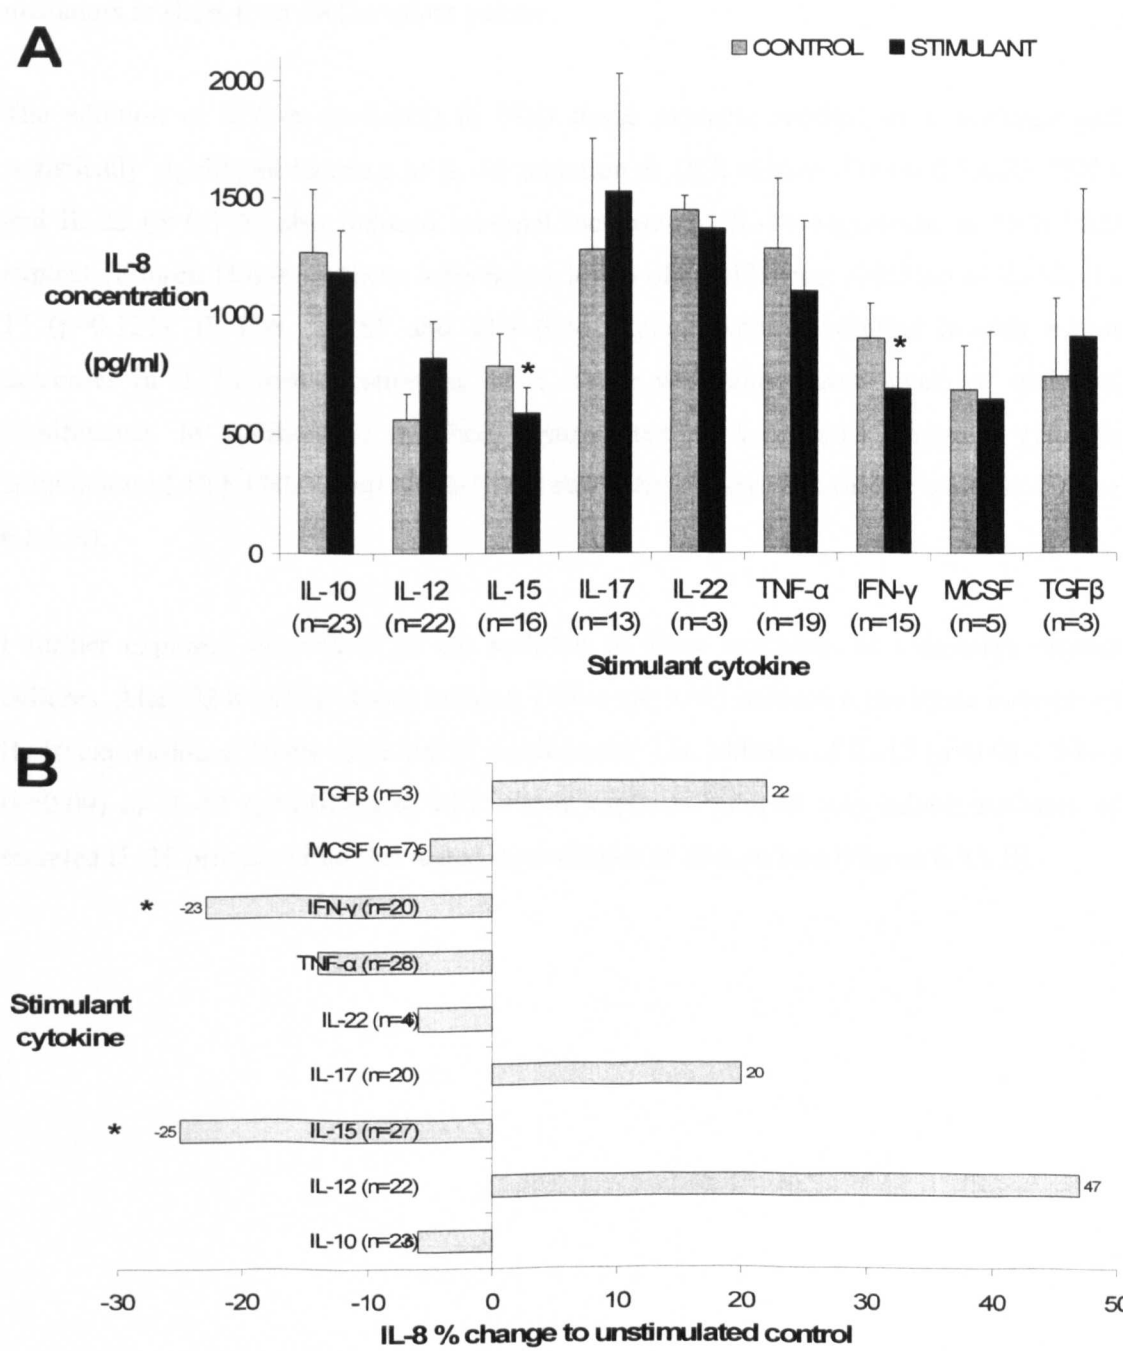 A
CONTROL STIMULANT
2000
1500
1000
500
0
IL-8
concentration
(pg/ml)
IL-10 IL-12 IL-15 IL-17 IL-22 TNF-α IFN-γ MCSF TGFβ
(n=23) (n=22) (n=16) (n=13) (n=3) (n=19) (n=15) (n=5) (n=3)
* *
Stimulant cytokine
B
TGFβ (n=3) 22
MCSF (n=7) -5
* -23 IFN-γ (n=20)
TNF-α (n=28)
IL-22 (n=4)
Stimulant
cytokine
IL-17 (n=20) 20
* -25 IL-15 (n=27)
IL-12 (n=22) 47
IL-10 (n=23)
-30 -20 -10 0 10 20 30 40 50
IL-8 % change to unstimulated control